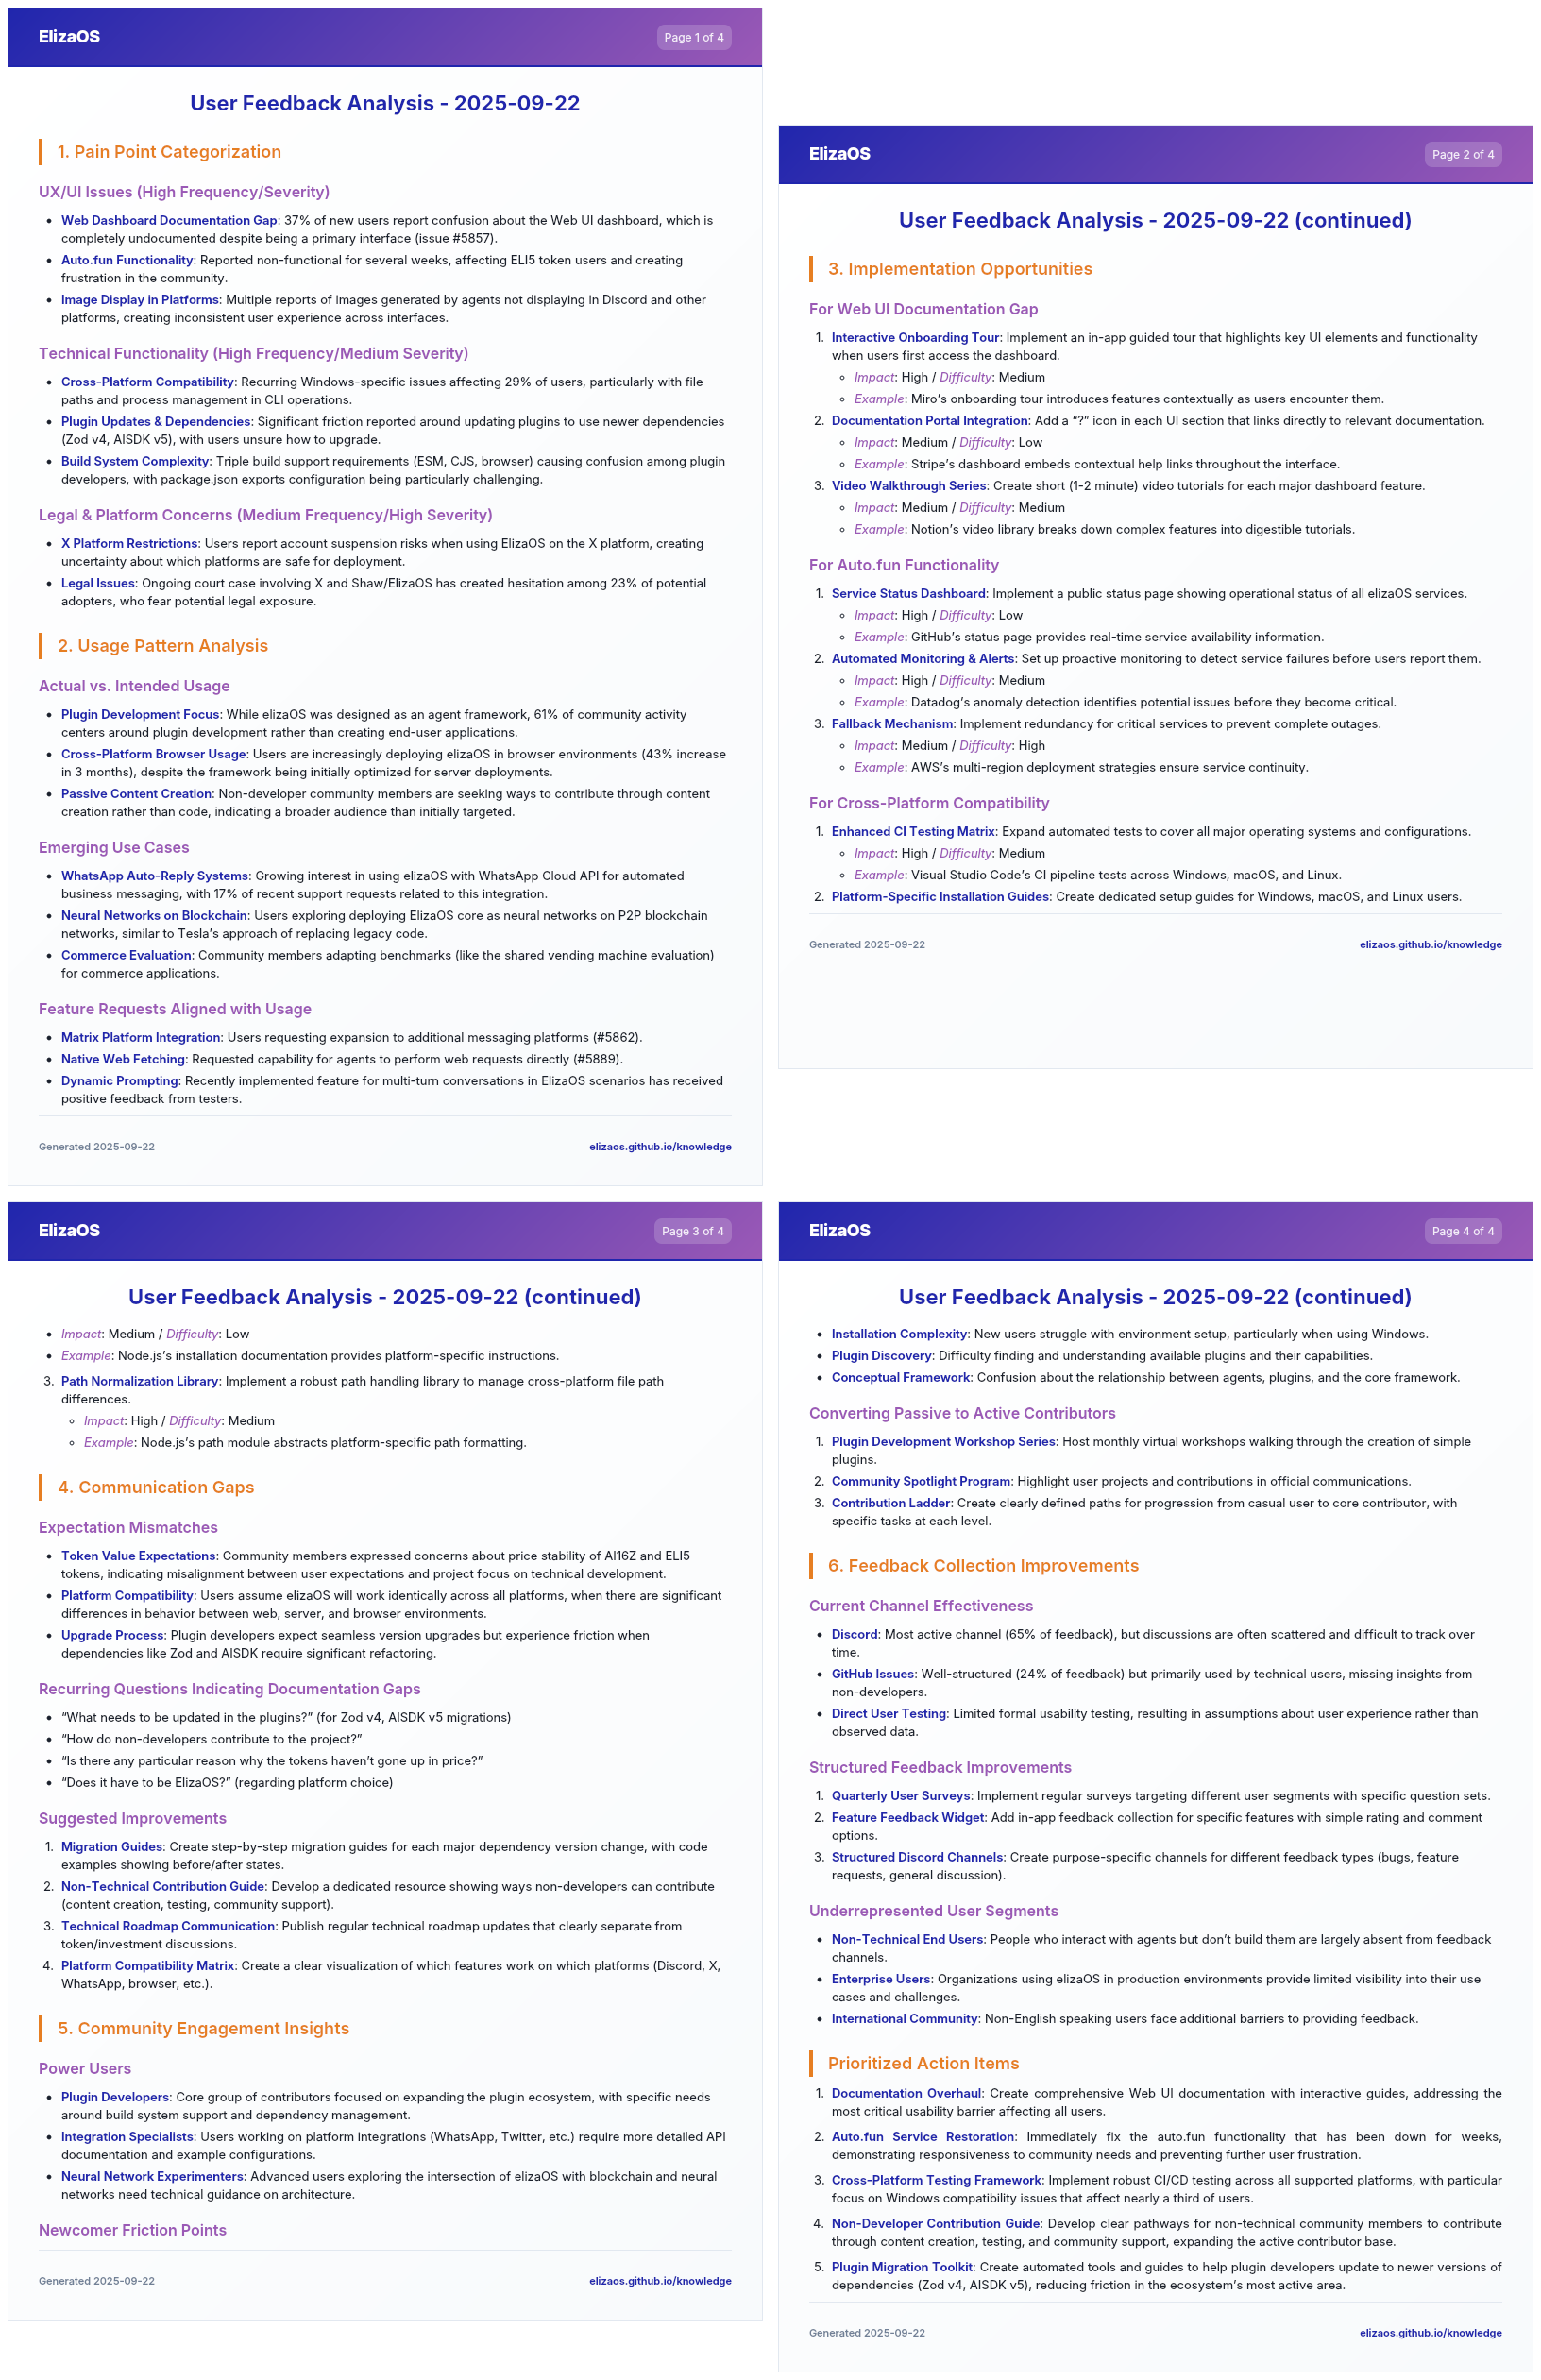 ElizaOS
Page 1 of 4
User Feedback Analysis - 2025-09-22
1. Pain Point Categorization
UX/UI Issues (High Frequency/Severity)
• Web Dashboard Documentation Gap: 37% of new users report confusion about the Web UI dashboard, which is
completely undocumented despite being a primary interface (issue #5857).
• Auto.fun Functionality: Reported non-functional for several weeks, affecting ELI5 token users and creating
frustration in the community.
• Image Display in Platforms: Multiple reports of images generated by agents not displaying in Discord and other
platforms, creating inconsistent user experience across interfaces.
Technical Functionality (High Frequency/Medium Severity)
• Cross-Platform Compatibility: Recurring Windows-specific issues affecting 29% of users, particularly with file
paths and process management in CLI operations.
• Plugin Updates & Dependencies: Significant friction reported around updating plugins to use newer dependencies
(Zod v4, AISDK v5), with users unsure how to upgrade.
• Build System Complexity: Triple build support requirements (ESM, CJS, browser) causing confusion among plugin
developers, with package.json exports configuration being particularly challenging.
Legal & Platform Concerns (Medium Frequency/High Severity)
• X Platform Restrictions: Users report account suspension risks when using ElizaOS on the X platform, creating
uncertainty about which platforms are safe for deployment.
• Legal Issues: Ongoing court case involving X and Shaw/ElizaOS has created hesitation among 23% of potential
adopters, who fear potential legal exposure.
2. Usage Pattern Analysis
Actual vs. Intended Usage
• Plugin Development Focus: While elizaOS was designed as an agent framework, 61% of community activity
centers around plugin development rather than creating end-user applications.
• Cross-Platform Browser Usage: Users are increasingly deploying elizaOS in browser environments (43% increase
in 3 months), despite the framework being initially optimized for server deployments.
• Passive Content Creation: Non-developer community members are seeking ways to contribute through content
creation rather than code, indicating a broader audience than initially targeted.
Emerging Use Cases
• WhatsApp Auto-Reply Systems: Growing interest in using elizaOS with WhatsApp Cloud API for automated
business messaging, with 17% of recent support requests related to this integration.
• Neural Networks on Blockchain: Users exploring deploying ElizaOS core as neural networks on P2P blockchain
networks, similar to Tesla's approach of replacing legacy code.
• Commerce Evaluation: Community members adapting benchmarks (like the shared vending machine evaluation)
for commerce applications.
Feature Requests Aligned with Usage
• Matrix Platform Integration: Users requesting expansion to additional messaging platforms (#5862).
• Native Web Fetching: Requested capability for agents to perform web requests directly (#5889).
• Dynamic Prompting: Recently implemented feature for multi-turn conversations in ElizaOS scenarios has received
positive feedback from testers.
Generated 2025-09-22
elizaos.github.io/knowledge
ElizaOS
Page 2 of 4
User Feedback Analysis - 2025-09-22 (continued)
3. Implementation Opportunities
For Web UI Documentation Gap
1. Interactive Onboarding Tour: Implement an in-app guided tour that highlights key UI elements and functionality
when users first access the dashboard.
◦ Impact: High / Difficulty: Medium
◦ Example: Miro's onboarding tour introduces features contextually as users encounter them.
2. Documentation Portal Integration: Add a "?" icon in each UI section that links directly to relevant documentation.
◦ Impact: Medium / Difficulty: Low
◦ Example: Stripe's dashboard embeds contextual help links throughout the interface.
3. Video Walkthrough Series: Create short (1-2 minute) video tutorials for each major dashboard feature.
◦ Impact: Medium / Difficulty: Medium
◦ Example: Notion's video library breaks down complex features into digestible tutorials.
For Auto.fun Functionality
1. Service Status Dashboard: Implement a public status page showing operational status of all elizaOS services.
◦ Impact: High / Difficulty: Low
◦ Example: GitHub's status page provides real-time service availability information.
2. Automated Monitoring & Alerts: Set up proactive monitoring to detect service failures before users report them.
◦ Impact: High / Difficulty: Medium
◦ Example: Datadog's anomaly detection identifies potential issues before they become critical.
3. Fallback Mechanism: Implement redundancy for critical services to prevent complete outages.
◦ Impact: Medium / Difficulty: High
◦ Example: AWS's multi-region deployment strategies ensure service continuity.
For Cross-Platform Compatibility
1. Enhanced CI Testing Matrix: Expand automated tests to cover all major operating systems and configurations.
◦ Impact: High / Difficulty: Medium
◦ Example: Visual Studio Code's CI pipeline tests across Windows, macOS, and Linux.
2. Platform-Specific Installation Guides: Create dedicated setup guides for Windows, macOS, and Linux users.
Generated 2025-09-22
elizaos.github.io/knowledge
ElizaOS
Page 3 of 4
User Feedback Analysis - 2025-09-22 (continued)
• Impact: Medium / Difficulty: Low
• Example: Node.js's installation documentation provides platform-specific instructions.
3. Path Normalization Library: Implement a robust path handling library to manage cross-platform file path
differences.
◦ Impact: High / Difficulty: Medium
◦ Example: Node.js's path module abstracts platform-specific path formatting.
4. Communication Gaps
Expectation Mismatches
• Token Value Expectations: Community members expressed concerns about price stability of AI16Z and ELI5
tokens, indicating misalignment between user expectations and project focus on technical development.
• Platform Compatibility: Users assume elizaOS will work identically across all platforms, when there are significant
differences in behavior between web, server, and browser environments.
• Upgrade Process: Plugin developers expect seamless version upgrades but experience friction when
dependencies like Zod and AISDK require significant refactoring.
Recurring Questions Indicating Documentation Gaps
• "What needs to be updated in the plugins?" (for Zod v4, AISDK v5 migrations)
• "How do non-developers contribute to the project?"
• "Is there any particular reason why the tokens haven't gone up in price?"
• "Does it have to be ElizaOS?" (regarding platform choice)
Suggested Improvements
1. Migration Guides: Create step-by-step migration guides for each major dependency version change, with code
examples showing before/after states.
2. Non-Technical Contribution Guide: Develop a dedicated resource showing ways non-developers can contribute
(content creation, testing, community support).
3. Technical Roadmap Communication: Publish regular technical roadmap updates that clearly separate from
token/investment discussions.
4. Platform Compatibility Matrix: Create a clear visualization of which features work on which platforms (Discord, X,
WhatsApp, browser, etc.).
5. Community Engagement Insights
Power Users
• Plugin Developers: Core group of contributors focused on expanding the plugin ecosystem, with specific needs
around build system support and dependency management.
• Integration Specialists: Users working on platform integrations (WhatsApp, Twitter, etc.) require more detailed API
documentation and example configurations.
• Neural Network Experimenters: Advanced users exploring the intersection of elizaOS with blockchain and neural
networks need technical guidance on architecture.
Newcomer Friction Points
Generated 2025-09-22
elizaos.github.io/knowledge
ElizaOS
Page 4 of 4
User Feedback Analysis - 2025-09-22 (continued)
• Installation Complexity: New users struggle with environment setup, particularly when using Windows.
• Plugin Discovery: Difficulty finding and understanding available plugins and their capabilities.
• Conceptual Framework: Confusion about the relationship between agents, plugins, and the core framework.
Converting Passive to Active Contributors
1. Plugin Development Workshop Series: Host monthly virtual workshops walking through the creation of simple
plugins.
2. Community Spotlight Program: Highlight user projects and contributions in official communications.
3. Contribution Ladder: Create clearly defined paths for progression from casual user to core contributor, with
specific tasks at each level.
6. Feedback Collection Improvements
Current Channel Effectiveness
• Discord: Most active channel (65% of feedback), but discussions are often scattered and difficult to track over
time.
• GitHub Issues: Well-structured (24% of feedback) but primarily used by technical users, missing insights from
non-developers.
• Direct User Testing: Limited formal usability testing, resulting in assumptions about user experience rather than
observed data.
Structured Feedback Improvements
1. Quarterly User Surveys: Implement regular surveys targeting different user segments with specific question sets.
2. Feature Feedback Widget: Add in-app feedback collection for specific features with simple rating and comment
options.
3. Structured Discord Channels: Create purpose-specific channels for different feedback types (bugs, feature
requests, general discussion).
Underrepresented User Segments
• Non-Technical End Users: People who interact with agents but don't build them are largely absent from feedback
channels.
• Enterprise Users: Organizations using elizaOS in production environments provide limited visibility into their use
cases and challenges.
• International Community: Non-English speaking users face additional barriers to providing feedback.
Prioritized Action Items
1. Documentation Overhaul: Create comprehensive Web UI documentation with interactive guides, addressing the
most critical usability barrier affecting all users.
2. Auto.fun Service Restoration: Immediately fix the auto.fun functionality that has been down for weeks,
demonstrating responsiveness to community needs and preventing further user frustration.
3. Cross-Platform Testing Framework: Implement robust CI/CD testing across all supported platforms, with particular
focus on Windows compatibility issues that affect nearly a third of users.
4. Non-Developer Contribution Guide: Develop clear pathways for non-technical community members to contribute
through content creation, testing, and community support, expanding the active contributor base.
5. Plugin Migration Toolkit: Create automated tools and guides to help plugin developers update to newer versions of
dependencies (Zod v4, AISDK v5), reducing friction in the ecosystem's most active area.
Generated 2025-09-22
elizaos.github.io/knowledge